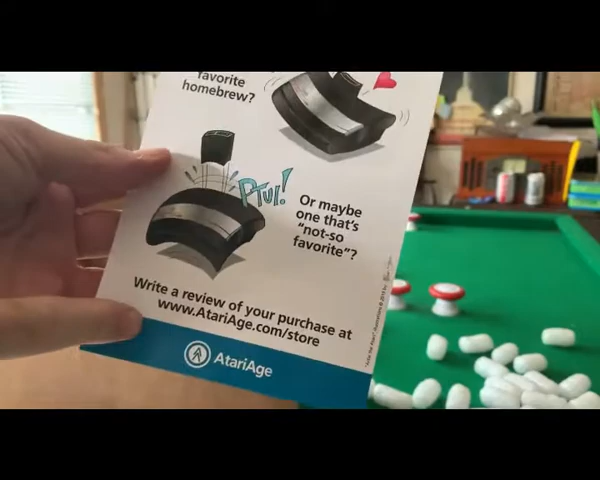 favorite
homebrew?
PTUI!
Or maybe
one that's
"not-so
favorite"?
Write a review of your purchase at
www.AtariAge.com/store
AtariAge